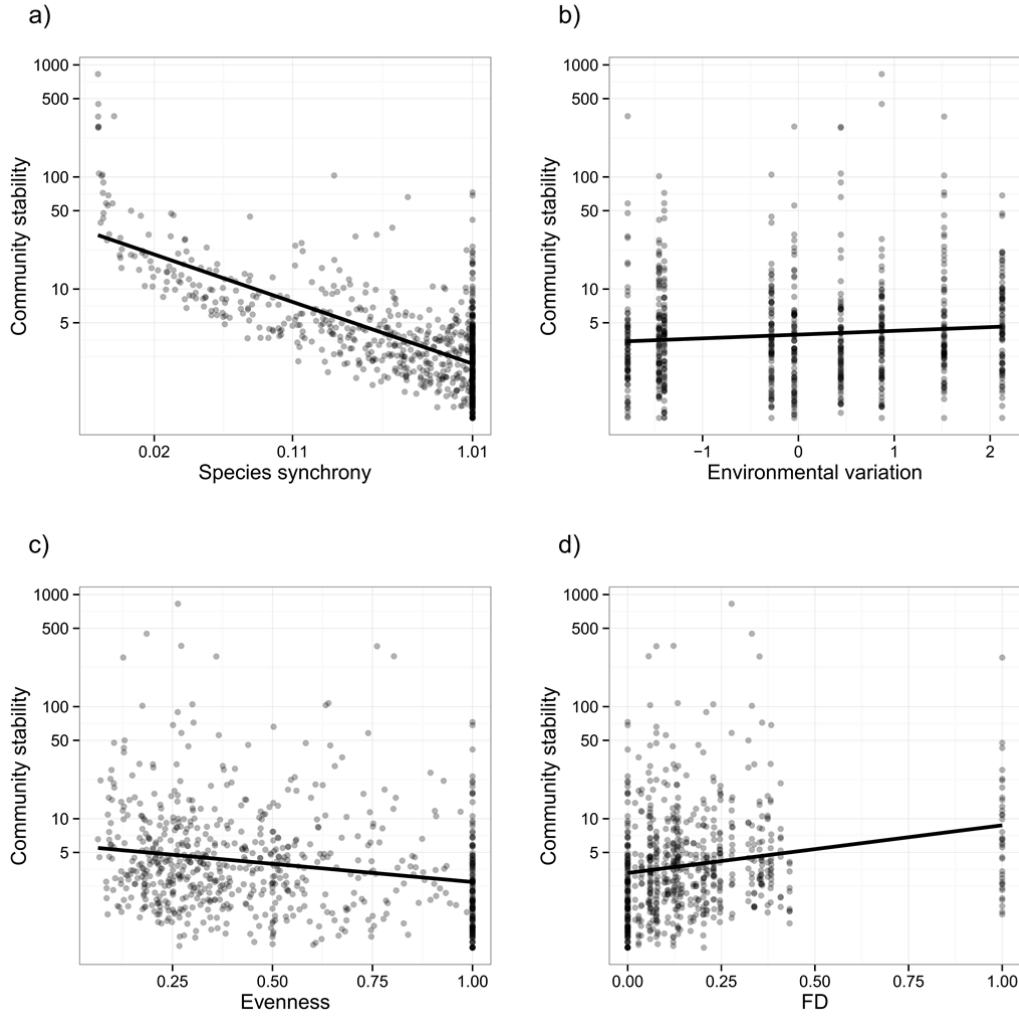 a)
1000
500
100
50
10
5
Community stability
0.02 0.11 1.01
Species synchrony
b)
1000
500
100
50
10
5
Community stability
−1 0 1 2
Environmental variation
c)
1000
500
100
50
10
5
Community stability
0.25 0.50 0.75 1.00
Evenness
d)
1000
500
100
50
10
5
Community stability
0.00 0.25 0.50 0.75 1.00
FD